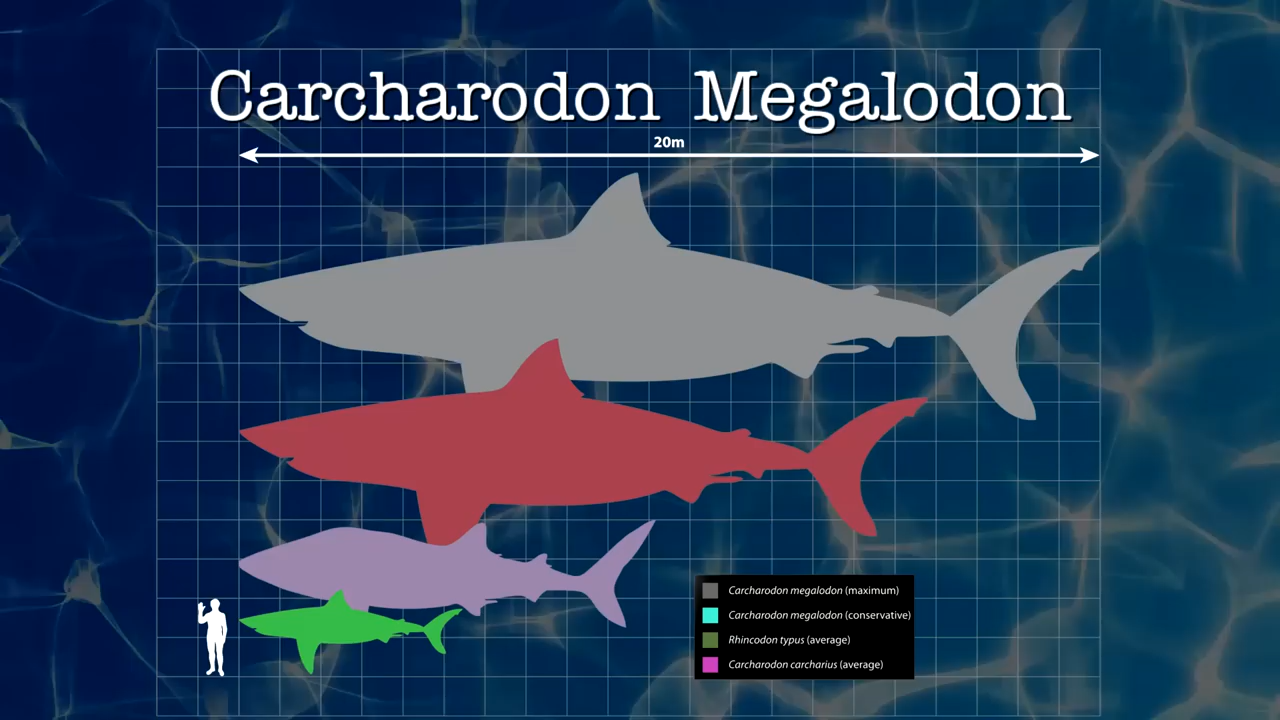 Carcharodon Megalodon
20m
Carcharodon megalodon (maximum)
Carcharodon megalodon (conservative)
Rhincodon typus (average)
Carcharodon carcharius (average)